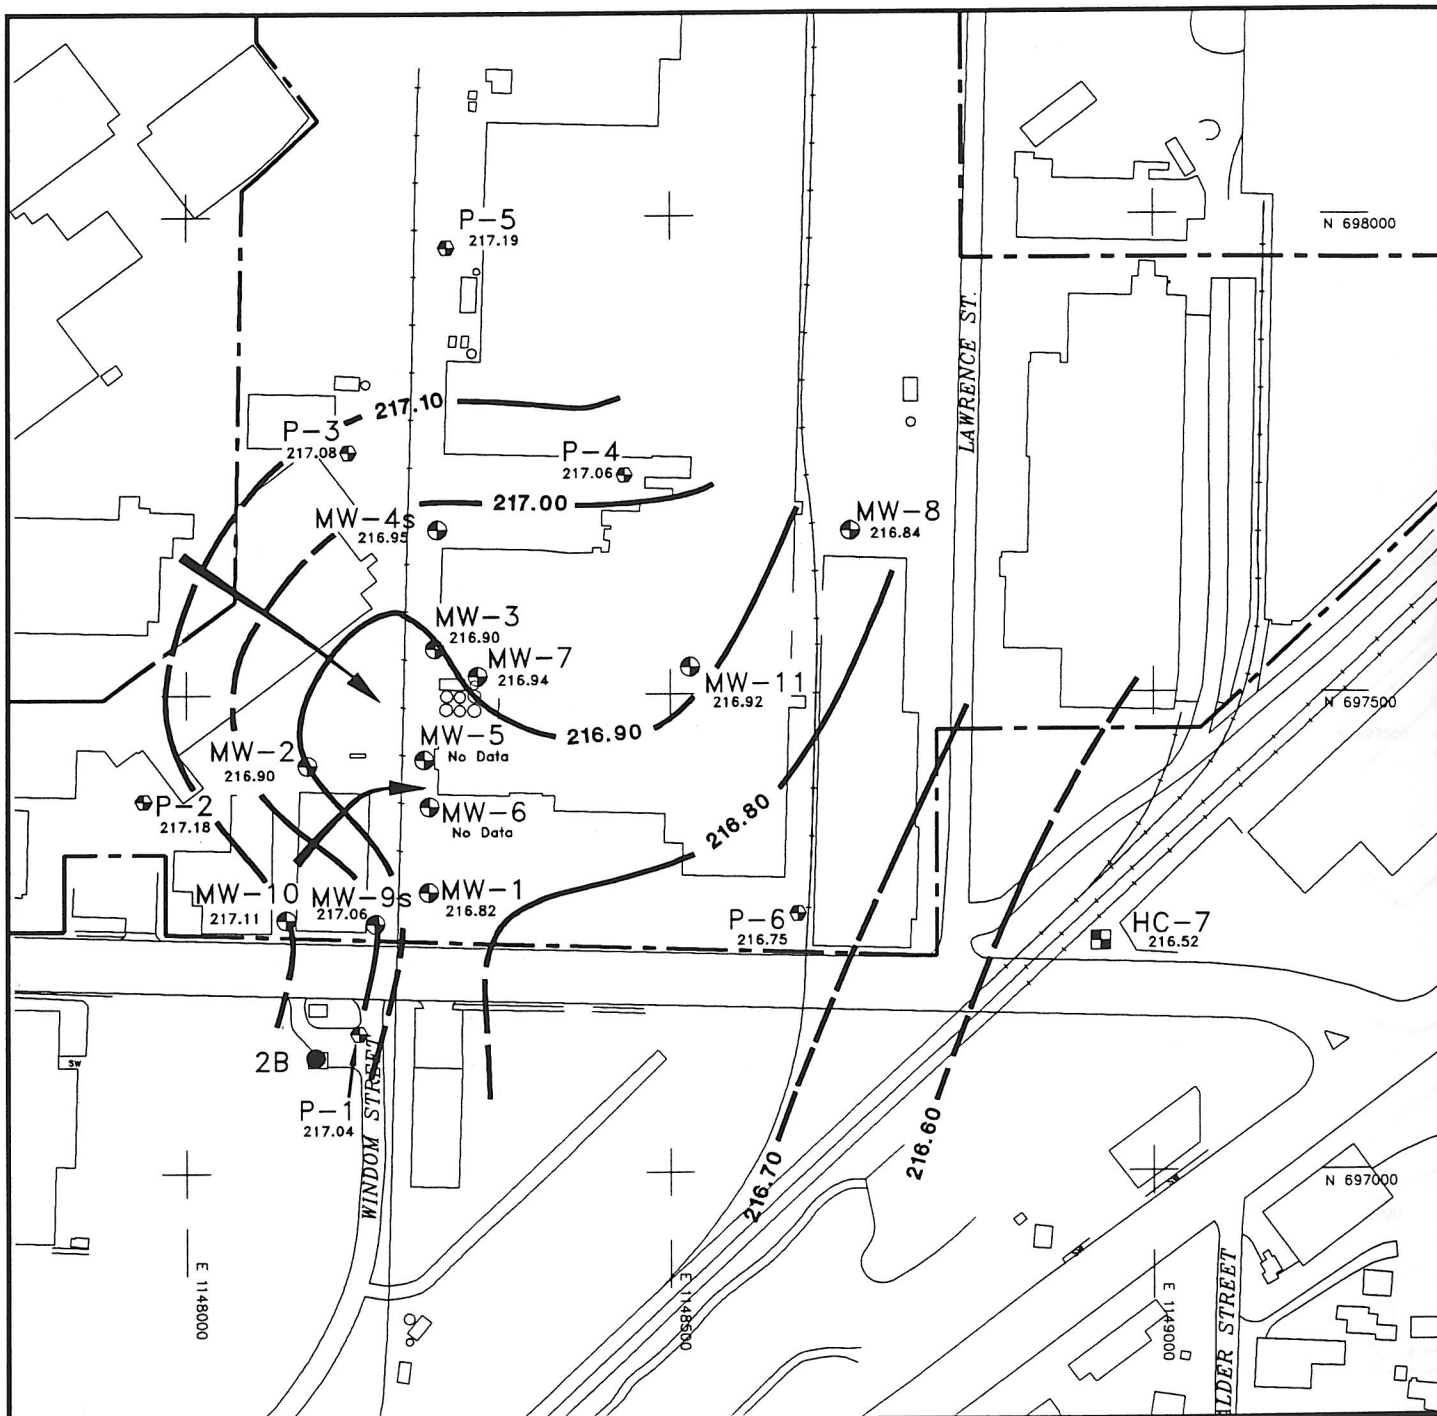 P-5
217.19
N 698000
LAWRENCE ST.
217.10
P-3
217.08
P-4
217.06
217.00
MW-4s
216.95
MW-8
216.84
MW-3
216.90
MW-7
216.94
MW-11
216.92
N 697500
216.90
MW-5
No Data
MW-2
216.90
MW-6
No Data
216.80
P-2
217.18
MW-10
217.11
MW-9s
217.06
MW-1
216.82
P-6
216.75
HC-7
216.52
SW
2B
P-1
217.04
WINDOM STREET
216.70
216.60
N 697000
E 1148000
E 1148500
E 1149000
ALDER STREET